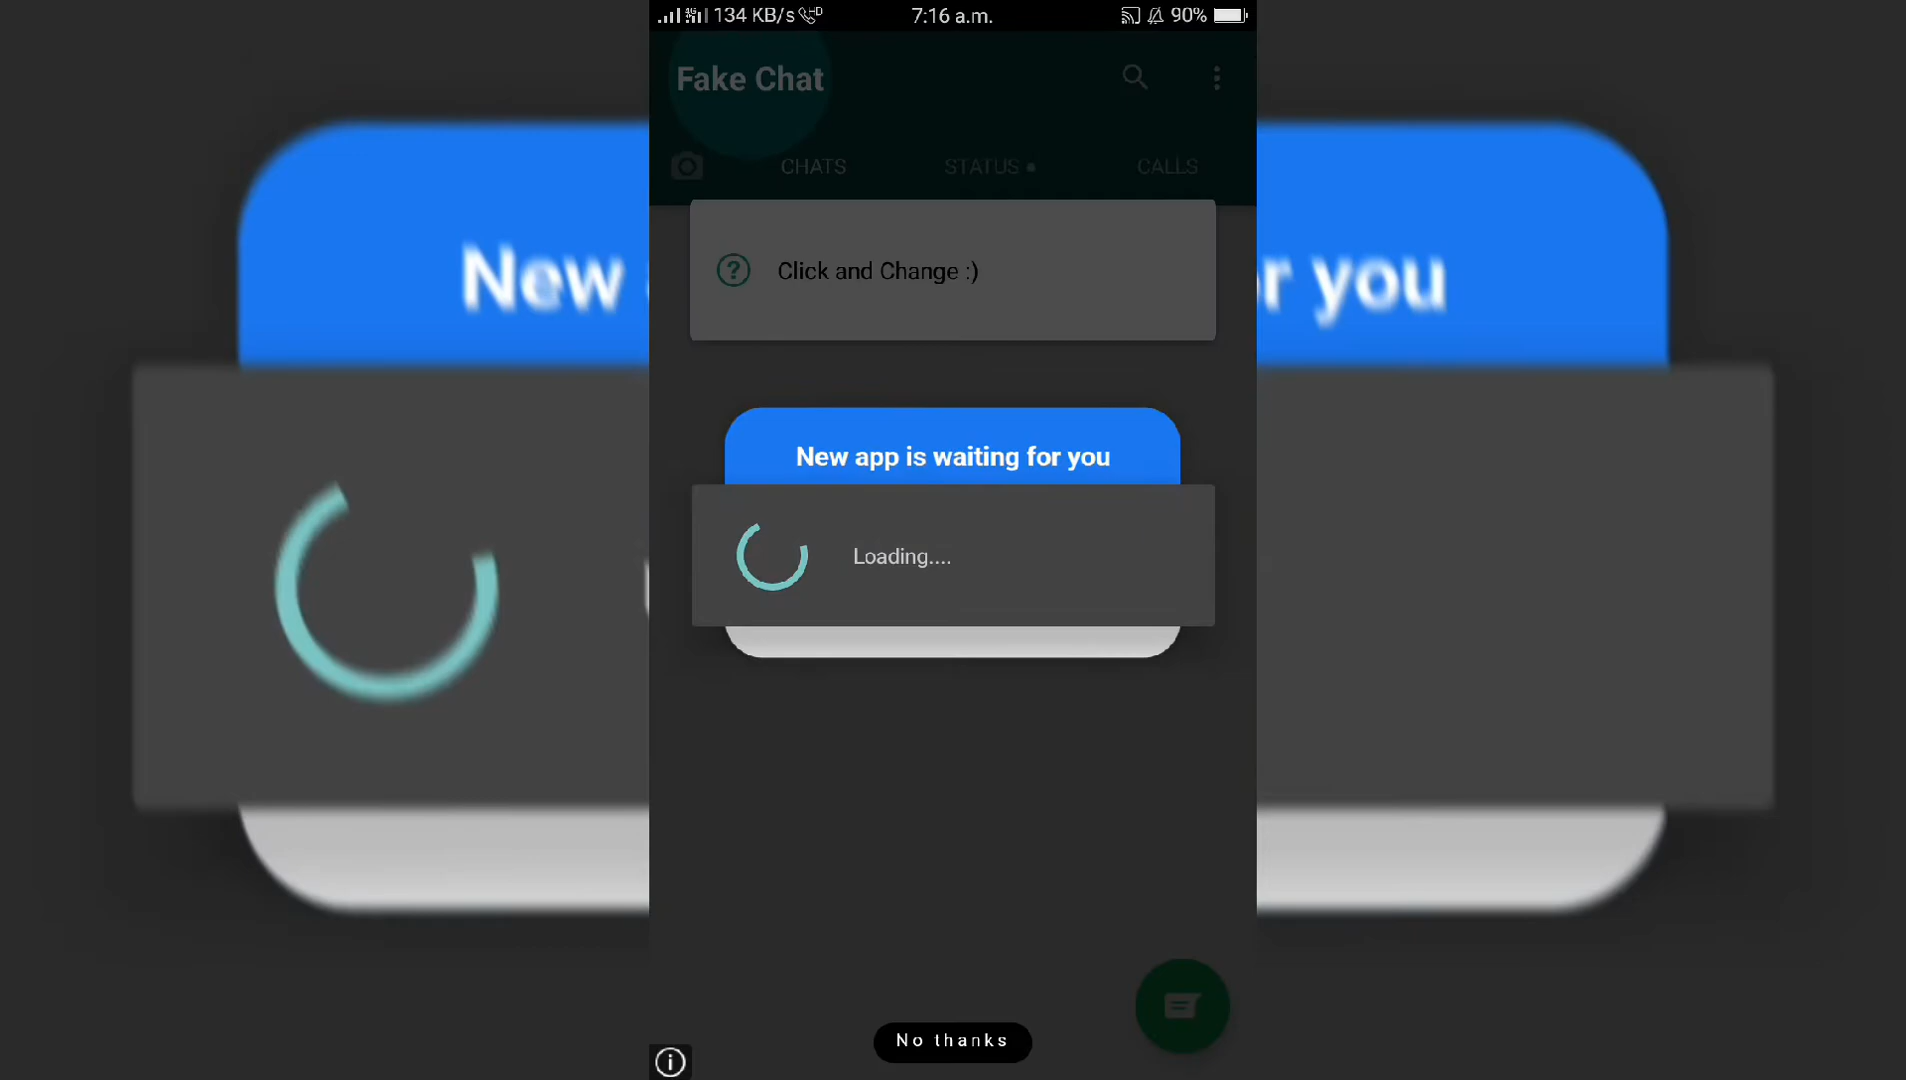 134 KB/s HD 7:16 a.m. 90%
Fake Chat
CHATS STATUS CALLS
Click and Change :)
New app is waiting for you
Loading....
No thanks
New
r you